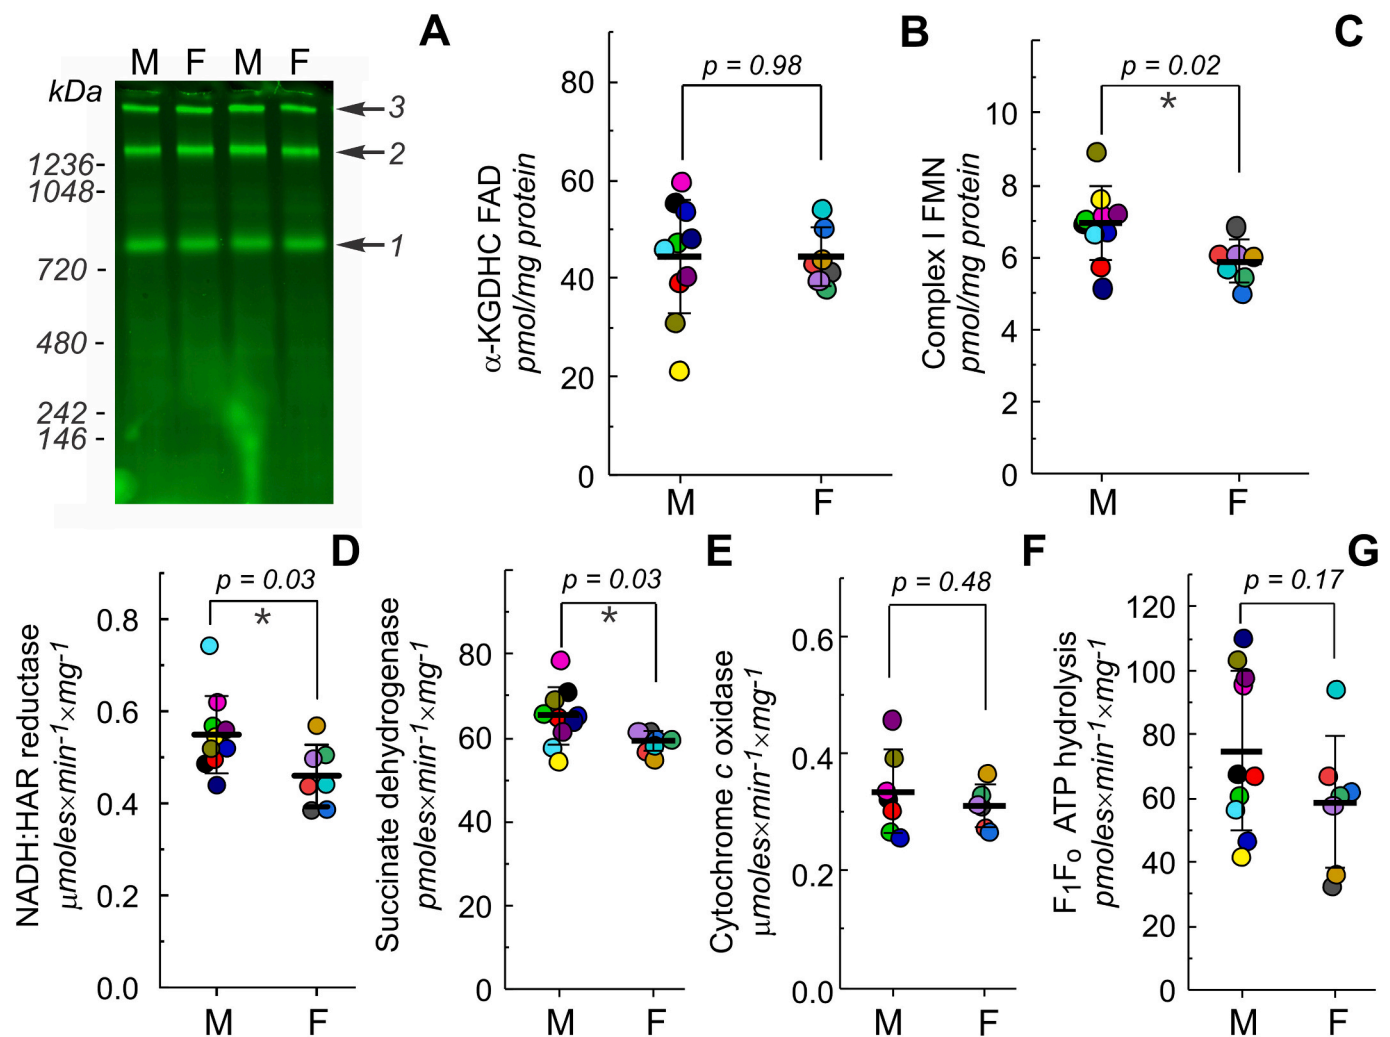 A
M F M F
kDa
3
2
1236-
1048-
1
720 -
480 -
242 -
146 -
B
p = 0.98
α-KGDHC FAD
pmol/mg protein
80
60
40
20
0
M F
C
p = 0.02
*
Complex I FMN
pmol/mg protein
10
8
6
4
2
0
M F
D
p = 0.03
*
NADH:HAR reductase
μmoles×min⁻¹×mg⁻¹
0.8
0.6
0.4
0.2
0.0
M F
E
p = 0.03
*
Succinate dehydrogenase
pmoles×min⁻¹×mg⁻¹
80
60
40
20
0
M F
F
p = 0.48
Cytochrome c oxidase
μmoles×min⁻¹×mg⁻¹
0.6
0.4
0.2
0.0
M F
G
p = 0.17
F₁Fₒ ATP hydrolysis
pmoles×min⁻¹×mg⁻¹
120
100
80
60
40
20
0
M F